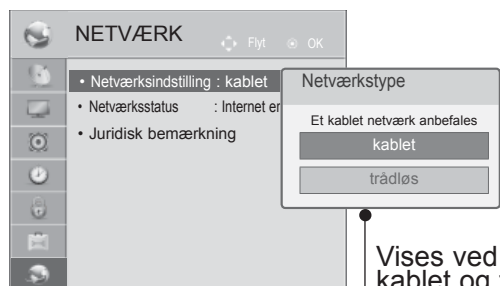 NETVÆRK
Flyt
OK
• Netværksindstilling : kablet
• Netværksstatus : Internet er
• Juridisk bemærkning
Netværkstype
Et kablet netværk anbefales
kablet
trådløs
Vises ved
kablet og